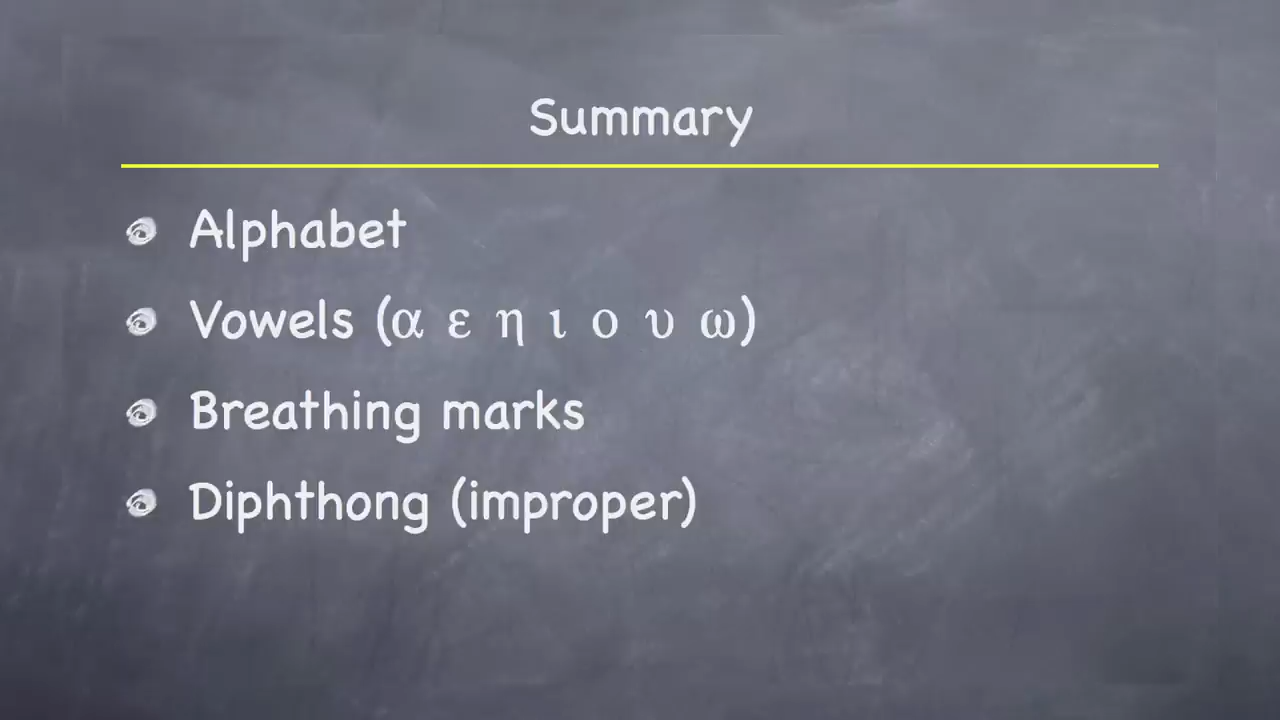 Summary
Alphabet
Vowels (α ε η ι ο υ ω)
Breathing marks
Diphthong (improper)